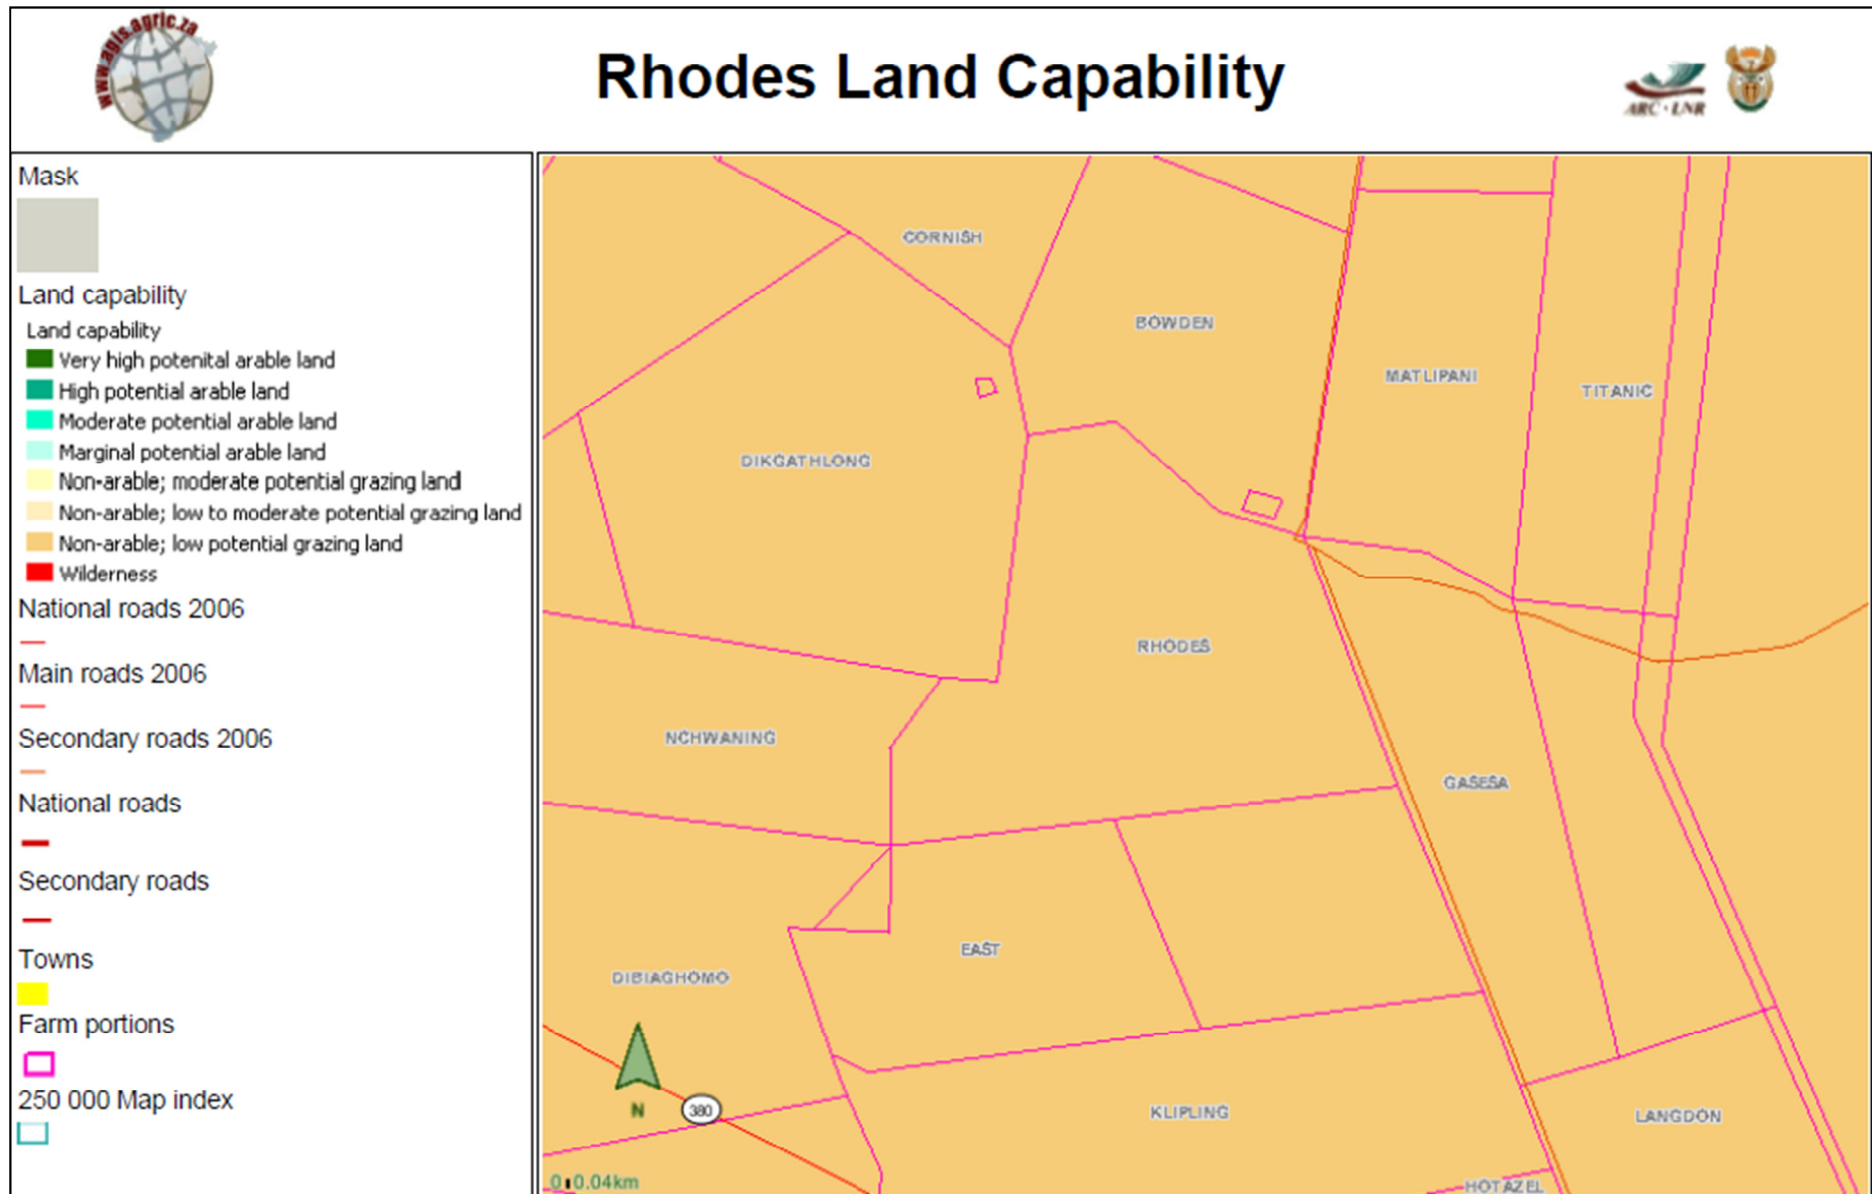 www.agis.agric.za
Rhodes Land Capability
ARC • LNR
Mask
Land capability
Land capability
Very high potenital arable land
High potential arable land
Moderate potential arable land
Marginal potential arable land
Non-arable; moderate potential grazing land
Non-arable; low to moderate potential grazing land
Non-arable; low potential grazing land
Wilderness
National roads 2006
Main roads 2006
Secondary roads 2006
National roads
Secondary roads
Towns
Farm portions
250 000 Map index
CORNISH
BOWDEN
MATLIPANI
TITANIC
DIKGATHLONG
RHODES
NCHWANING
GASESA
EAST
DIBIAGHOMO
N
380
KLIPLING
LANGDON
0 0.04km
HOTAZEL